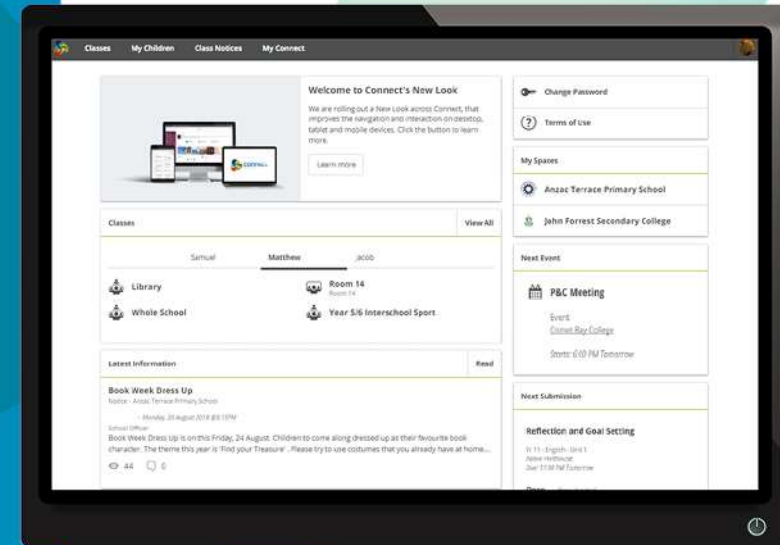 Classes My Children Class Notices My Connect
Welcome to Connect's New Look
We are rolling out a New Look across Connect, that
improves the navigation and interaction on desktop,
tablet and mobile devices. Click the button to learn
more.
Learn more
CONNECT
Classes
View All
Samuel Matthew Jacob
Library
Room 14
Room 14
Whole School
Year 5/6 Interschool Sport
Latest Information
Read
Book Week Dress Up
Notice - Anzac Terrace Primary School
- Monday, 20 August 2018 @3:15PM
School Officer
Book Week Dress Up is on this Friday, 24 August. Children to come along dressed up as their favourite book
character. The theme this year is 'Find your Treasure'. Please try to use costumes that you already have at home....
44 0
Change Password
Terms of Use
My Spaces
Anzac Terrace Primary School
John Forrest Secondary College
Next Event
P&C Meeting
Event
Comet Bay College
Starts: 6:00 PM Tomorrow
Next Submission
Reflection and Goal Setting
Yr 11 - English - Unit 1
Due: 11:00 PM Tomorrow